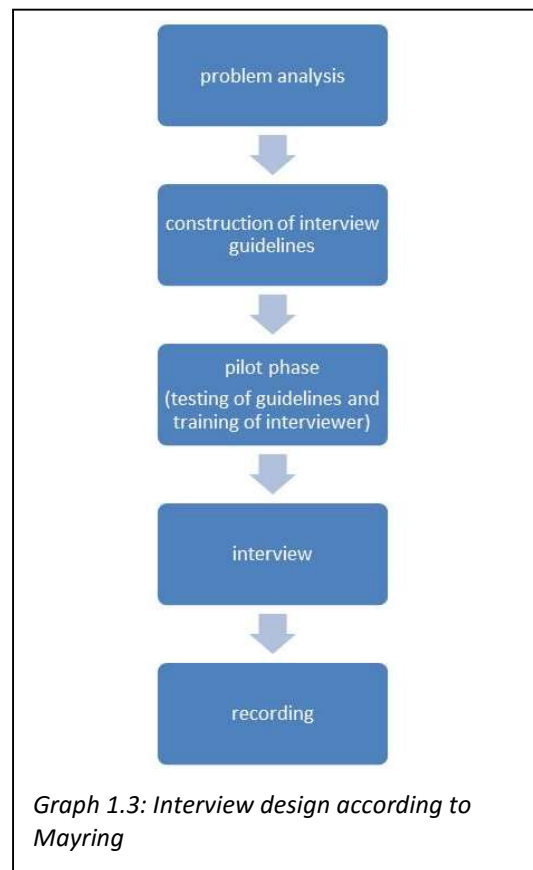 problem analysis
construction of interview
guidelines
pilot phase
(testing of guidelines and
training of interviewer)
interview
recording
Graph 1.3: Interview design according to
Mayring